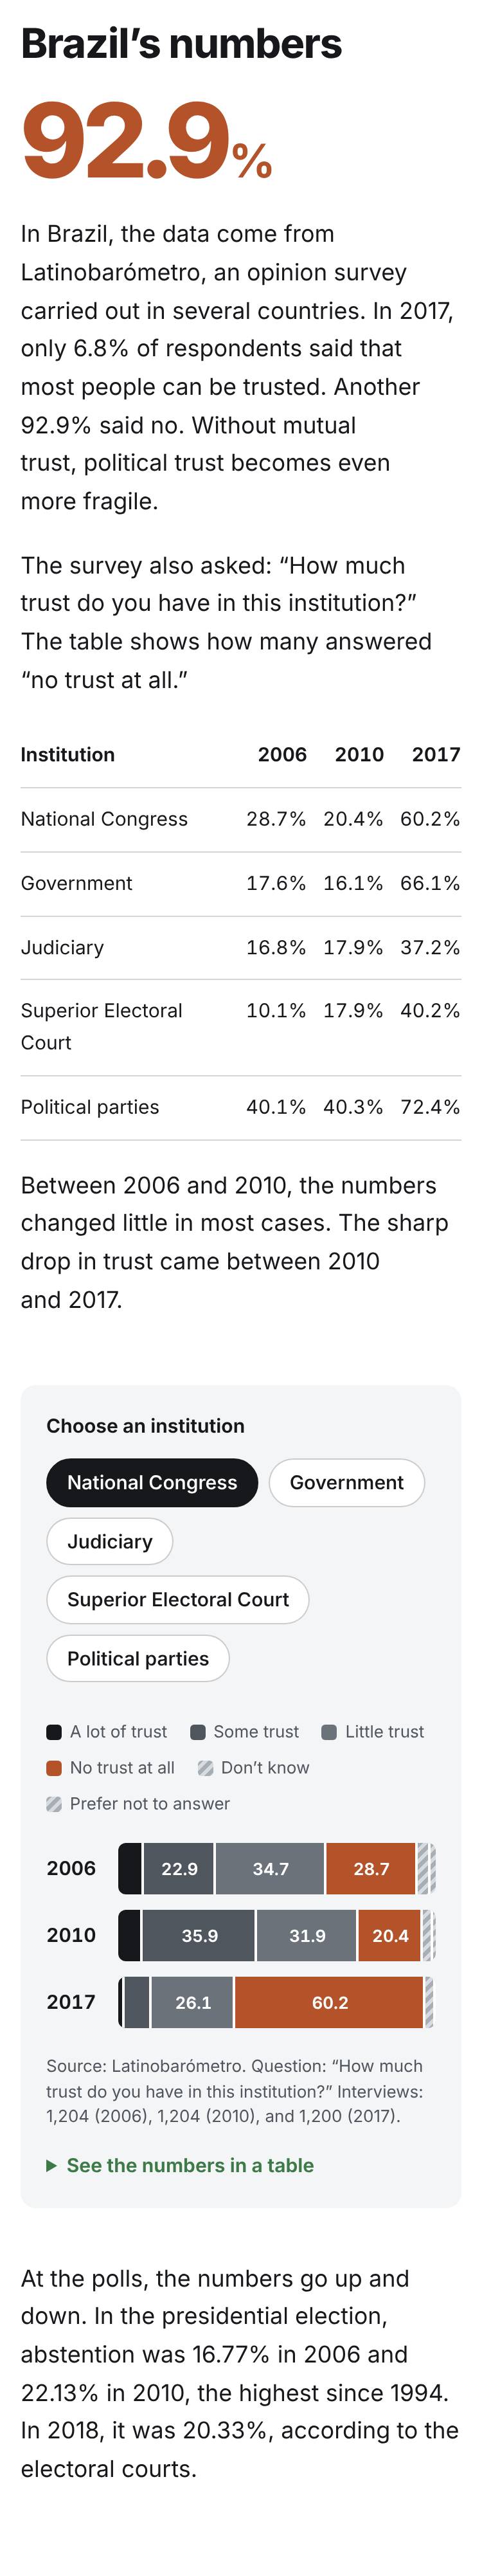 Brazil’s numbers
92.9%
In Brazil, the data come from
Latinobarómetro, an opinion survey
carried out in several countries. In 2017,
only 6.8% of respondents said that
most people can be trusted. Another
92.9% said no. Without mutual
trust, political trust becomes even
more fragile.
The survey also asked: “How much
trust do you have in this institution?”
The table shows how many answered
“no trust at all.”
Institution 2006 2010 2017
National Congress 28.7% 20.4% 60.2%
Government 17.6% 16.1% 66.1%
Judiciary 16.8% 17.9% 37.2%
Superior Electoral 10.1% 17.9% 40.2%
Court
Political parties 40.1% 40.3% 72.4%
Between 2006 and 2010, the numbers
changed little in most cases. The sharp
drop in trust came between 2010
and 2017.
Choose an institution
National Congress Government
Judiciary
Superior Electoral Court
Political parties
A lot of trust Some trust Little trust
No trust at all Don’t know
Prefer not to answer
2006 22.9 34.7 28.7
2010 35.9 31.9 20.4
2017 26.1 60.2
Source: Latinobarómetro. Question: “How much
trust do you have in this institution?” Interviews:
1,204 (2006), 1,204 (2010), and 1,200 (2017).
See the numbers in a table
At the polls, the numbers go up and
down. In the presidential election,
abstention was 16.77% in 2006 and
22.13% in 2010, the highest since 1994.
In 2018, it was 20.33%, according to the
electoral courts.